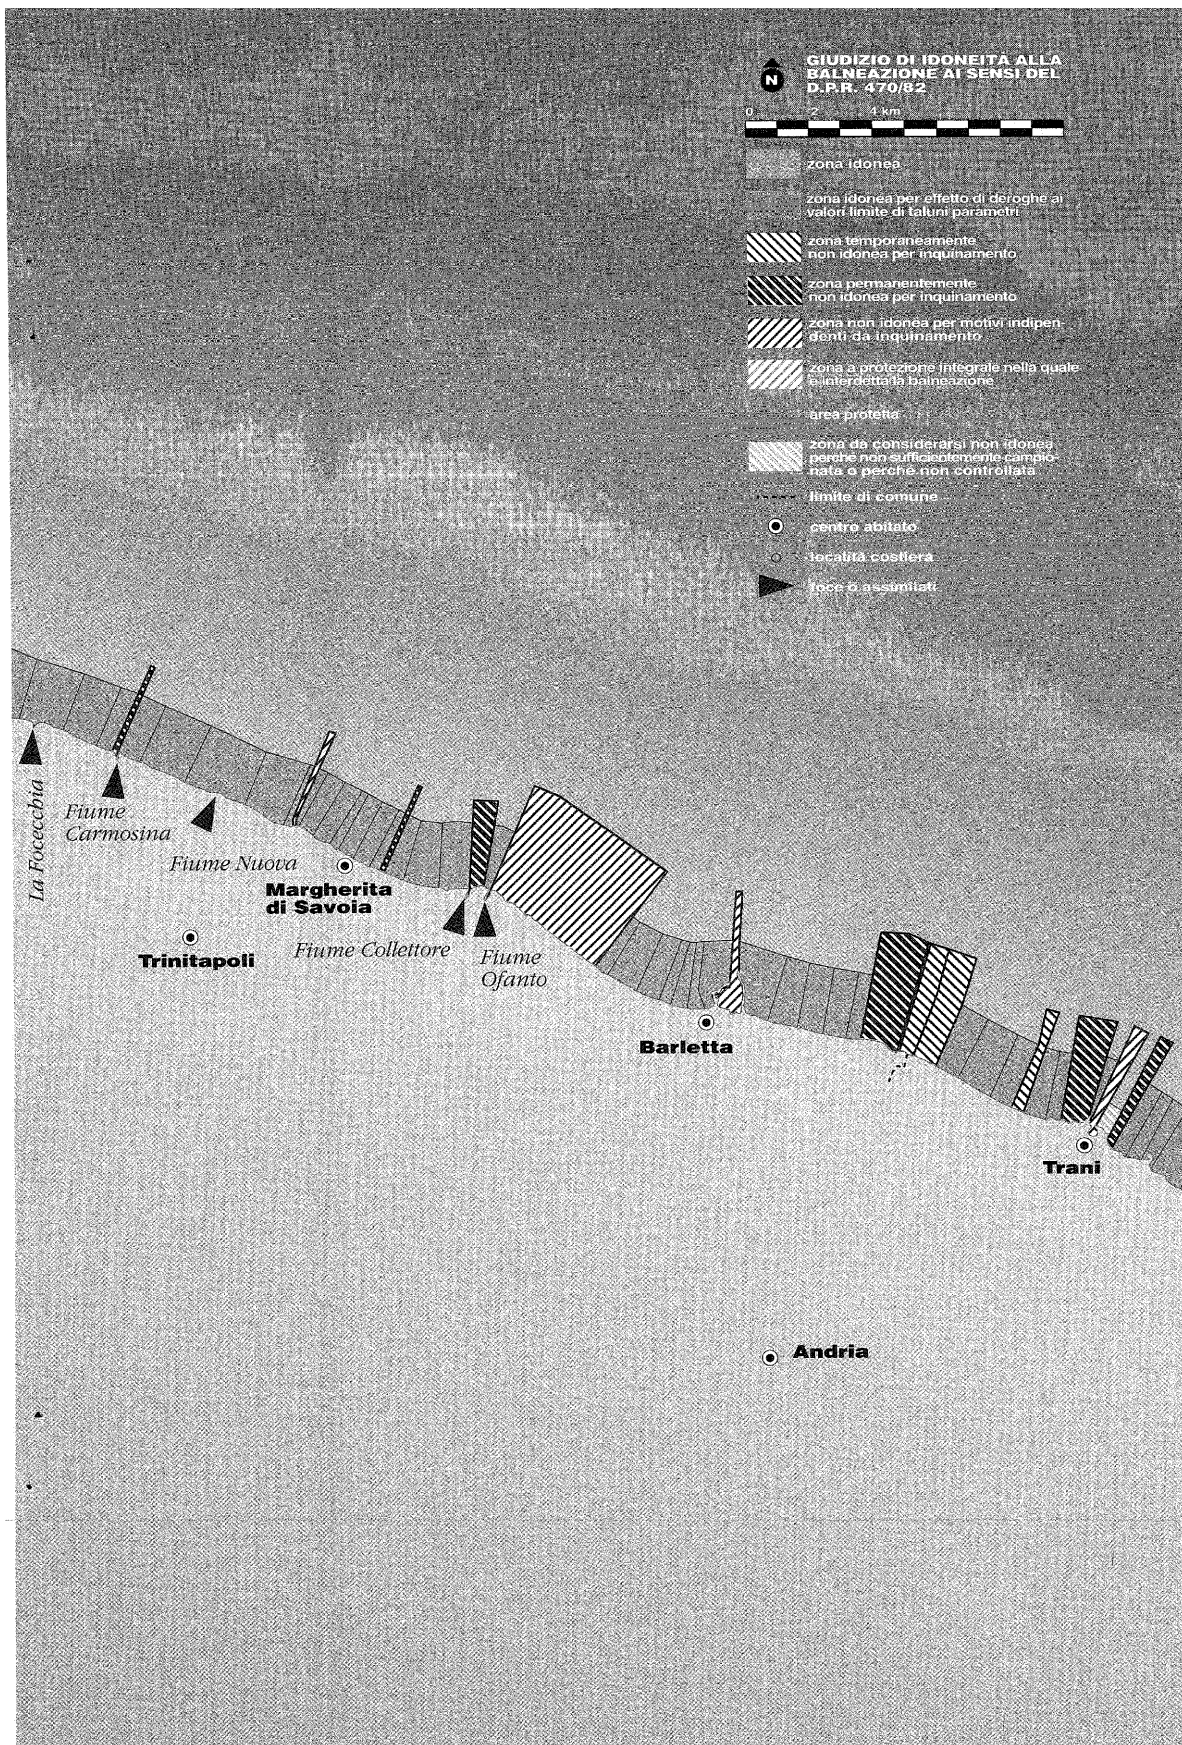 GIUDIZIO DI IDONEITÀ ALLA
BALNEAZIONE AI SENSI DEL
D.P.R. 470/82
N
0 2 4 km
zona idonea
zona idonea per effetto di deroghe ai
valori limite di taluni parametri
zona temporaneamente
non idonea per inquinamento
zona permanentemente
non idonea per inquinamento
zona non idonea per motivi indipen-
denti da inquinamento
zona a protezione integrale nella quale
è interdetta la balneazione
area protetta
zona da considerarsi non idonea
perché non sufficientemente campio-
nata o perché non controllata
limite di comune
centro abitato
località costiera
foce o assimilati
La Focecchia
Fiume
Carmosina
Fiume Nuova
Margherita
di Savoia
Trinitapoli
Fiume Collettore
Fiume
Ofanto
Barletta
Trani
Andria